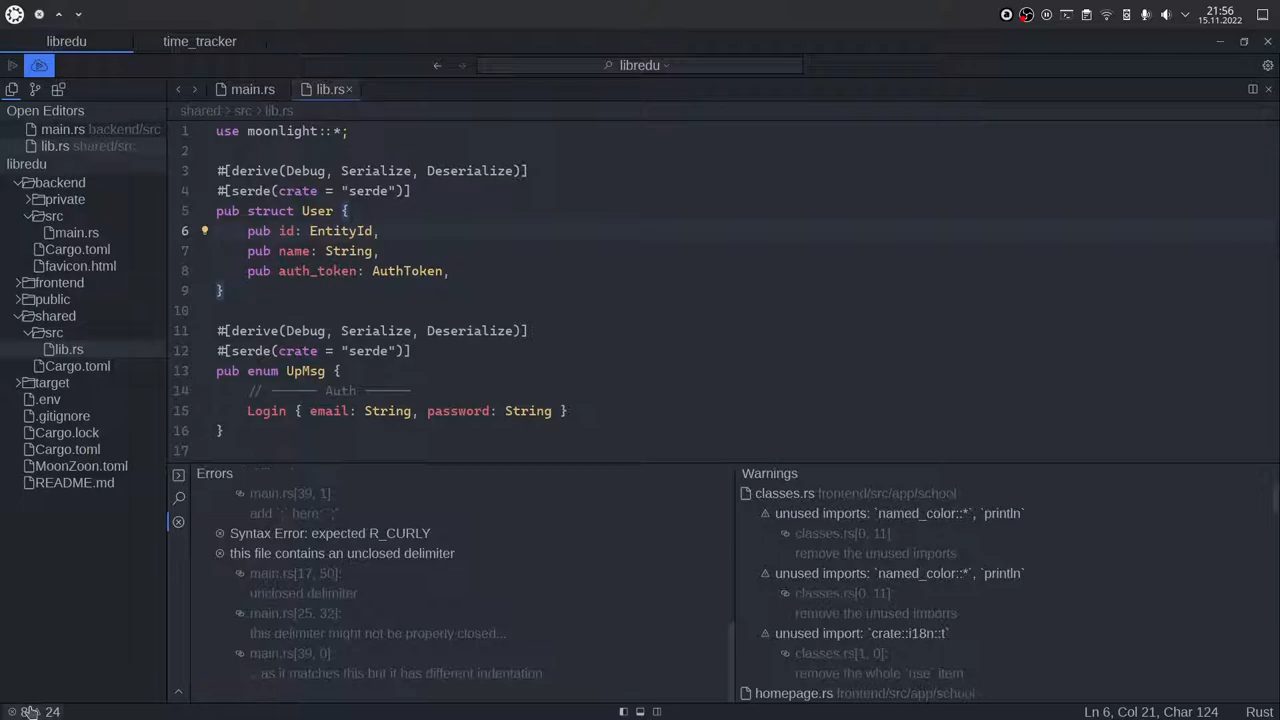 21:56
15.11.2022
libredu
time_tracker
libredu
Open Editors
main.rs backend/src
lib.rs shared/src
libredu
backend
private
src
main.rs
Cargo.toml
favicon.html
frontend
public
shared
src
lib.rs
Cargo.toml
target
.env
.gitignore
Cargo.lock
Cargo.toml
MoonZoon.toml
README.md
main.rs
lib.rs×
shared > src > lib.rs
1 use moonlight::*;
2
3 #[derive(Debug, Serialize, Deserialize)]
4 #[serde(crate = "serde")]
5 pub struct User {
6 pub id: EntityId,
7 pub name: String,
8 pub auth_token: AuthToken,
9 }
10
11 #[derive(Debug, Serialize, Deserialize)]
12 #[serde(crate = "serde")]
13 pub enum UpMsg {
14 // —— Auth ——
15 Login { email: String, password: String }
16 }
17
Errors
main.rs[39, 1]
add `;` here: `;`
Syntax Error: expected R_CURLY
this file contains an unclosed delimiter
main.rs[17, 50]:
unclosed delimiter
main.rs[25, 32]:
this delimiter might not be properly closed...
main.rs[39, 0]:
...as it matches this but it has different indentation
Warnings
classes.rs frontend/src/app/school
unused imports: `named_color::*`, `println`
classes.rs[0, 11]:
remove the unused imports
unused imports: `named_color::*`, `println`
classes.rs[0, 11]:
remove the unused imports
unused import: `crate::i18n::t`
classes.rs[1, 0]:
remove the whole `use` item
homepage.rs frontend/src/app/school
24
Ln 6, Col 21, Char 124
Rust